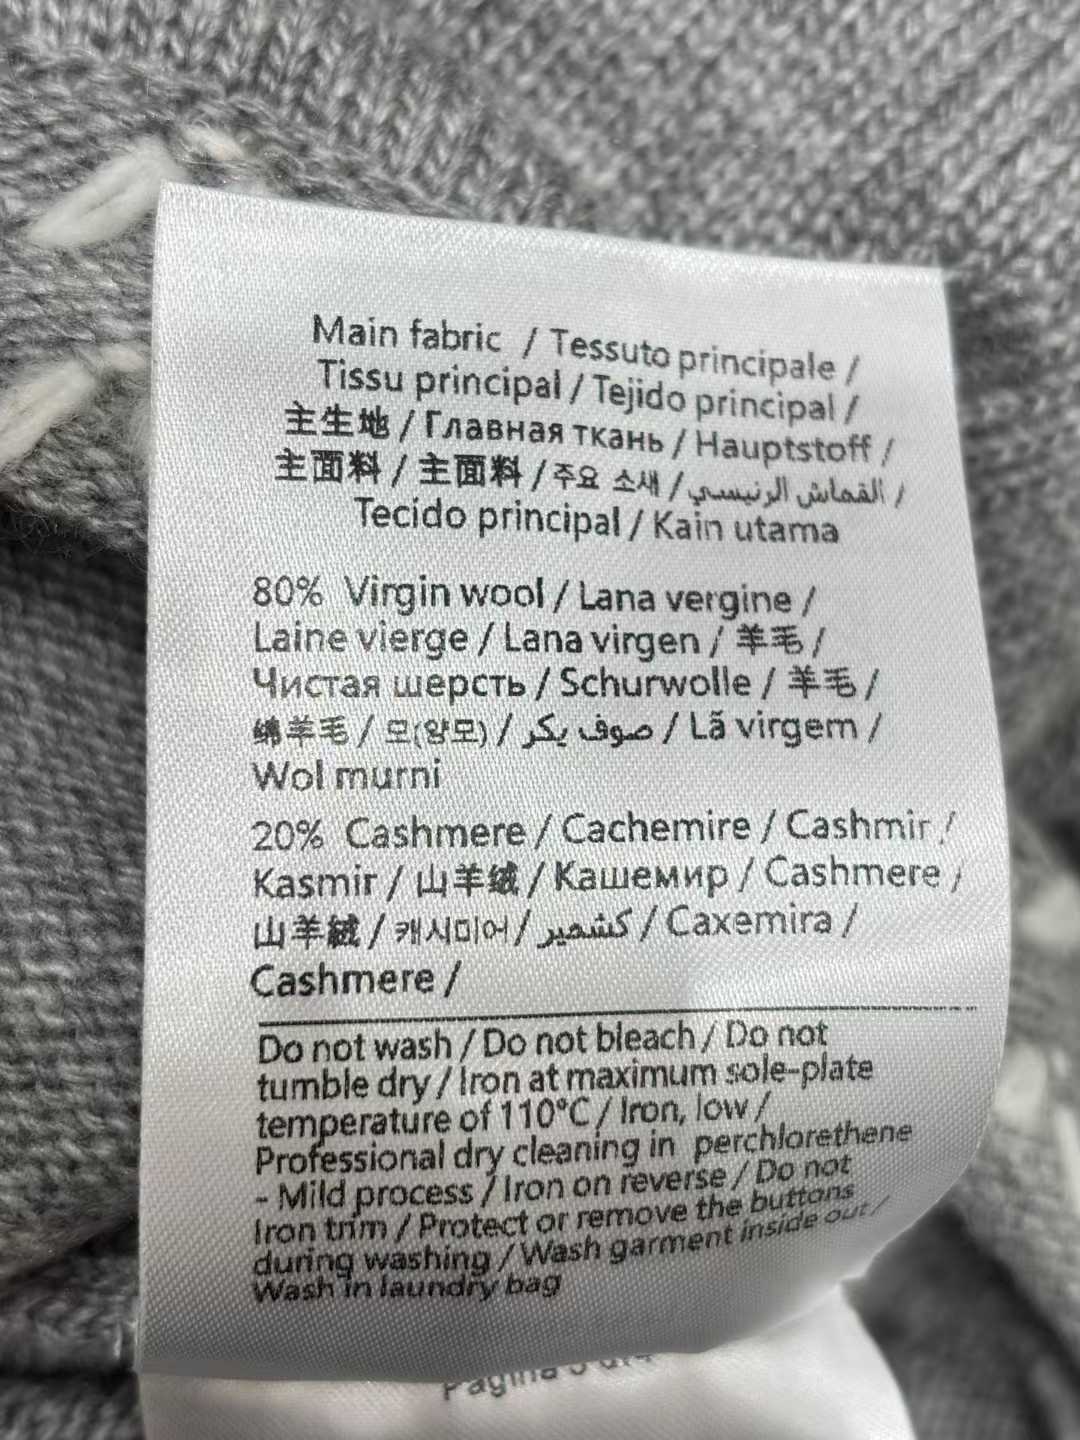 Main fabric / Tessuto principale /
Tissu principal / Tejido principal /
主生地 / Главная ткань / Hauptstoff /
主面料 / 主面料 / 주요 소새 / القماش الرئيسي /
Tecido principal / Kain utama
80% Virgin wool / Lana vergine /
Laine vierge / Lana virgen / 羊毛 /
Чистая шерсть / Schurwolle / 羊毛 /
绵羊毛 / 모(양모) / صوف بكر / Lã virgem /
Wol murni
20% Cashmere / Cachemire / Cashmir /
Kasmir / 山羊绒 / Кашемир / Cashmere /
山羊絨 / 캐시미어 / كشمير / Caxemira /
Cashmere /
Do not wash / Do not bleach / Do not
tumble dry / Iron at maximum sole-plate
temperature of 110°C / Iron, low /
Professional dry cleaning in perchlorethene
- Mild process / Iron on reverse / Do not
Iron trim / Protect or remove the buttons
during washing / Wash garment inside out /
Wash in laundry bag
Pagina